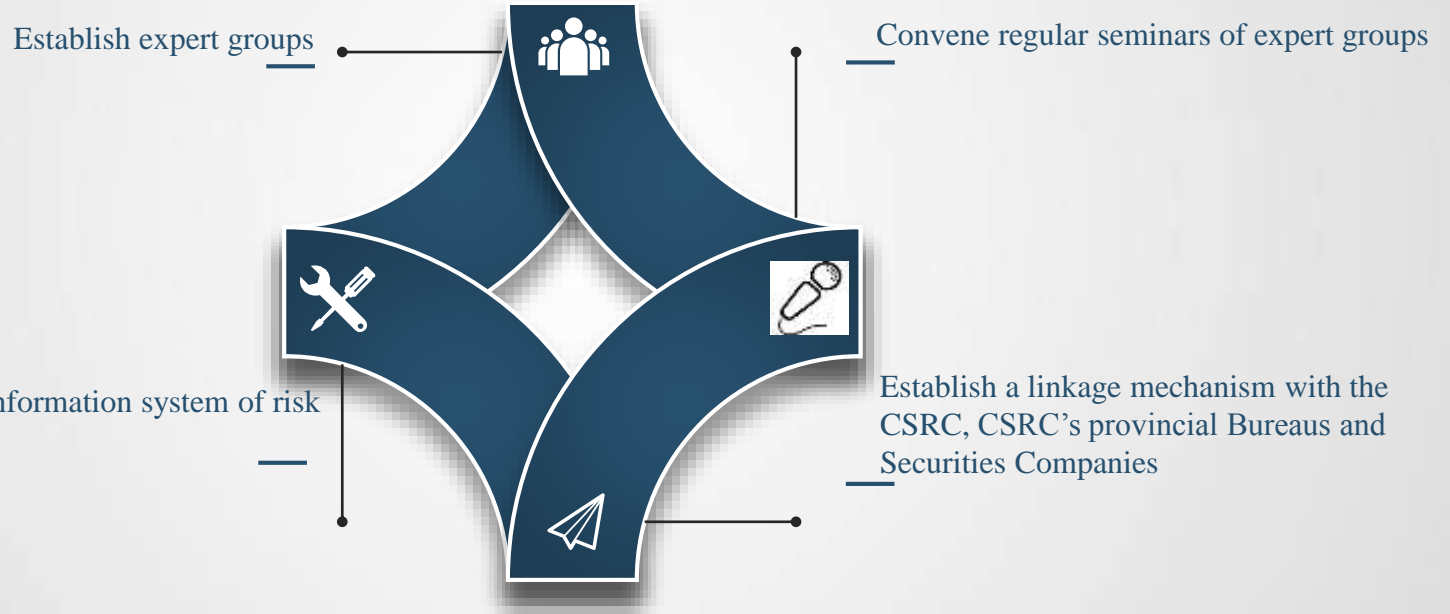 Establish expert groups
Convene regular seminars of expert groups
Establish a linkage mechanism with the
CSRC, CSRC’s provincial Bureaus and
Securities Companies
system of risk